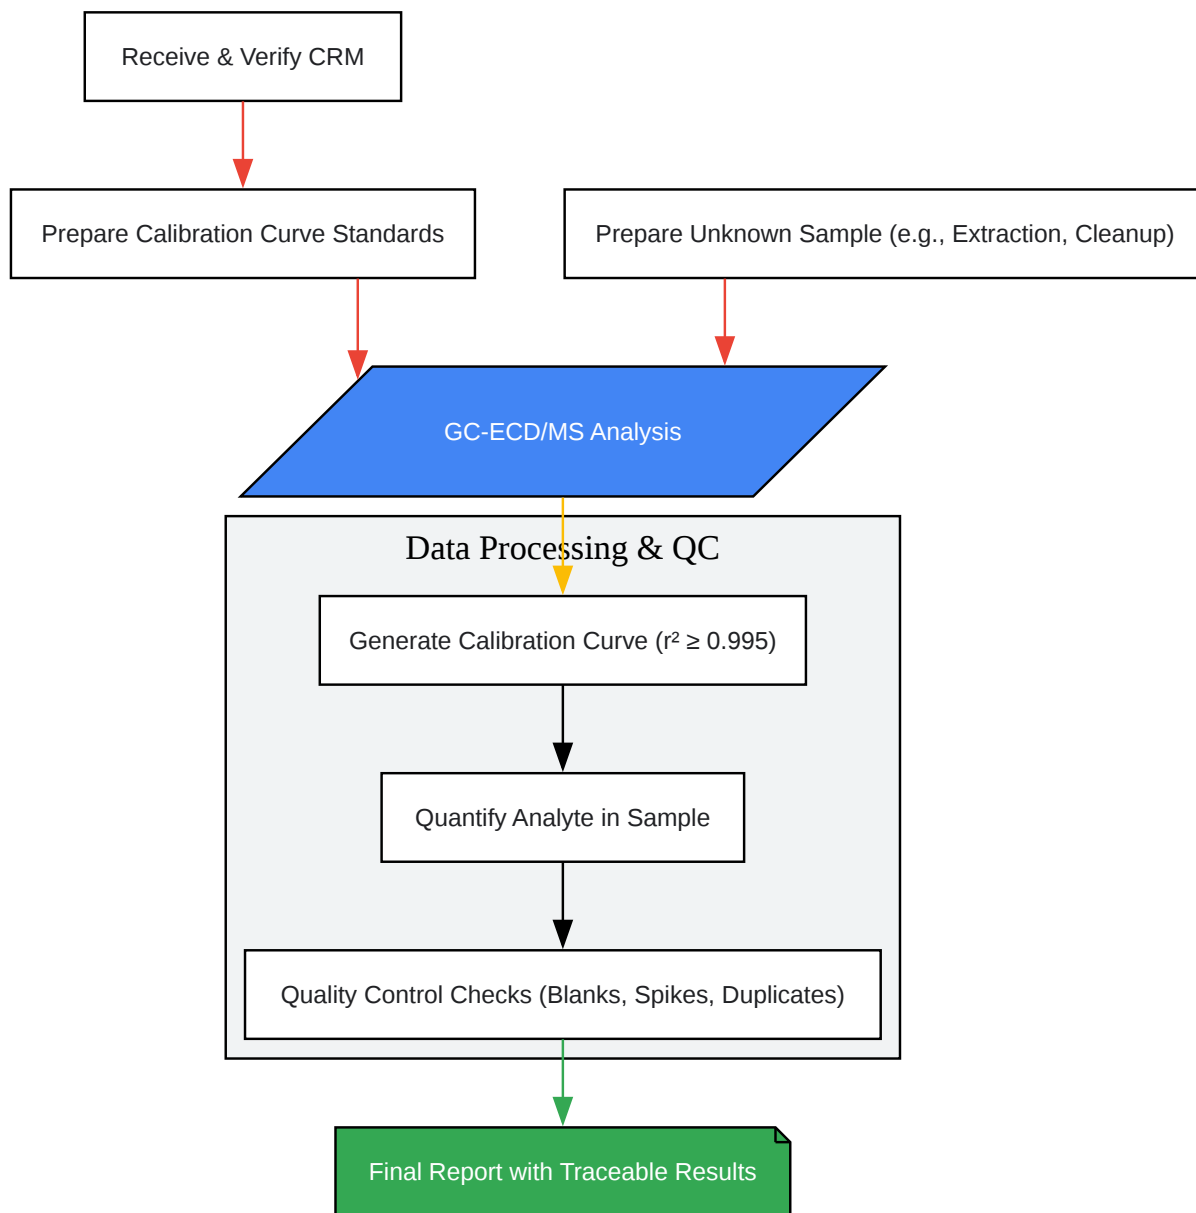 Receive & Verify CRM
Prepare Calibration Curve Standards
Prepare Unknown Sample (e.g., Extraction, Cleanup)
GC-ECD/MS Analysis
Data Processing & QC
Generate Calibration Curve (r² ≥ 0.995)
Quantify Analyte in Sample
Quality Control Checks (Blanks, Spikes, Duplicates)
Final Report with Traceable Results